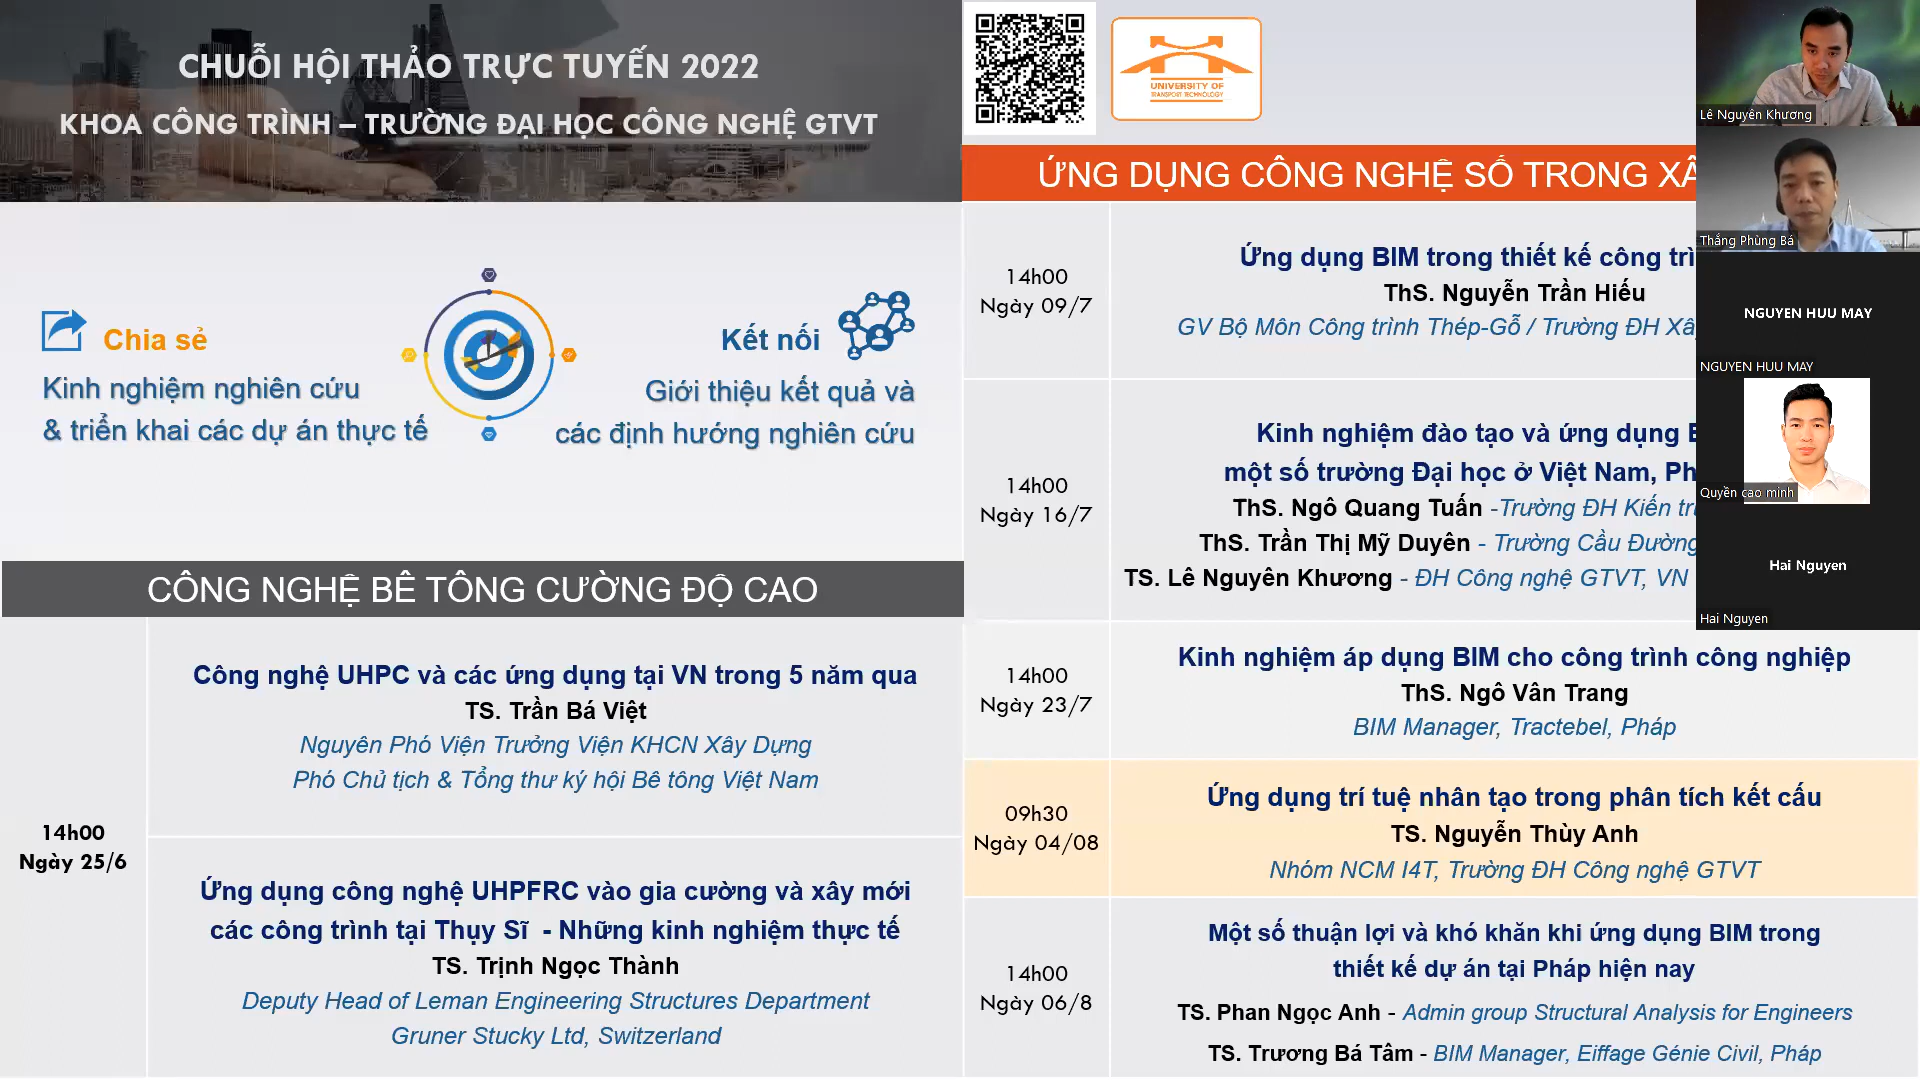 CHUỖI HỘI THẢO TRỰC TUYẾN 2022
KHOA CÔNG TRÌNH – TRƯỜNG ĐẠI HỌC CÔNG NGHỆ GTVT
Chia sẻ
Kinh nghiệm nghiên cứu
& triển khai các dự án thực tế
Kết nối
Giới thiệu kết quả và
các định hướng nghiên cứu
CÔNG NGHỆ BÊ TÔNG CƯỜNG ĐỘ CAO
14h00
Ngày 25/6
Công nghệ UHPC và các ứng dụng tại VN trong 5 năm qua
TS. Trần Bá Việt
Nguyên Phó Viện Trưởng Viện KHCN Xây Dựng
Phó Chủ tịch & Tổng thư ký hội Bê tông Việt Nam
Ứng dụng công nghệ UHPFRC vào gia cường và xây mới
các công trình tại Thụy Sĩ - Những kinh nghiệm thực tế
TS. Trịnh Ngọc Thành
Deputy Head of Leman Engineering Structures Department
Gruner Stucky Ltd, Switzerland
UNIVERSITY OF
TRANSPORT TECHNOLOGY
ỨNG DỤNG CÔNG NGHỆ SỐ TRONG XÂ
14h00
Ngày 09/7
Ứng dụng BIM trong thiết kế công trì
ThS. Nguyễn Trần Hiếu
GV Bộ Môn Công trình Thép-Gỗ / Trường ĐH Xâ
14h00
Ngày 16/7
Kinh nghiệm đào tạo và ứng dụng
một số trường Đại học ở Việt Nam, Ph
ThS. Ngô Quang Tuấn -Trường ĐH Kiến tr
ThS. Trần Thị Mỹ Duyên - Trường Cầu Đường
TS. Lê Nguyên Khương - ĐH Công nghệ GTVT, VN
14h00
Ngày 23/7
Kinh nghiệm áp dụng BIM cho công trình công nghiệp
ThS. Ngô Vân Trang
BIM Manager, Tractebel, Pháp
09h30
Ngày 04/08
Ứng dụng trí tuệ nhân tạo trong phân tích kết cấu
TS. Nguyễn Thùy Anh
Nhóm NCM I4T, Trường ĐH Công nghệ GTVT
14h00
Ngày 06/8
Một số thuận lợi và khó khăn khi ứng dụng BIM trong
thiết kế dự án tại Pháp hiện nay
TS. Phan Ngọc Anh - Admin group Structural Analysis for Engineers
TS. Trương Bá Tâm - BIM Manager, Eiffage Génie Civil, Pháp
Lê Nguyên Khương
Thắng Phùng Bá
NGUYEN HUU MAY
NGUYEN HUU MAY
Quyền cao minh
Hai Nguyen
Hai Nguyen